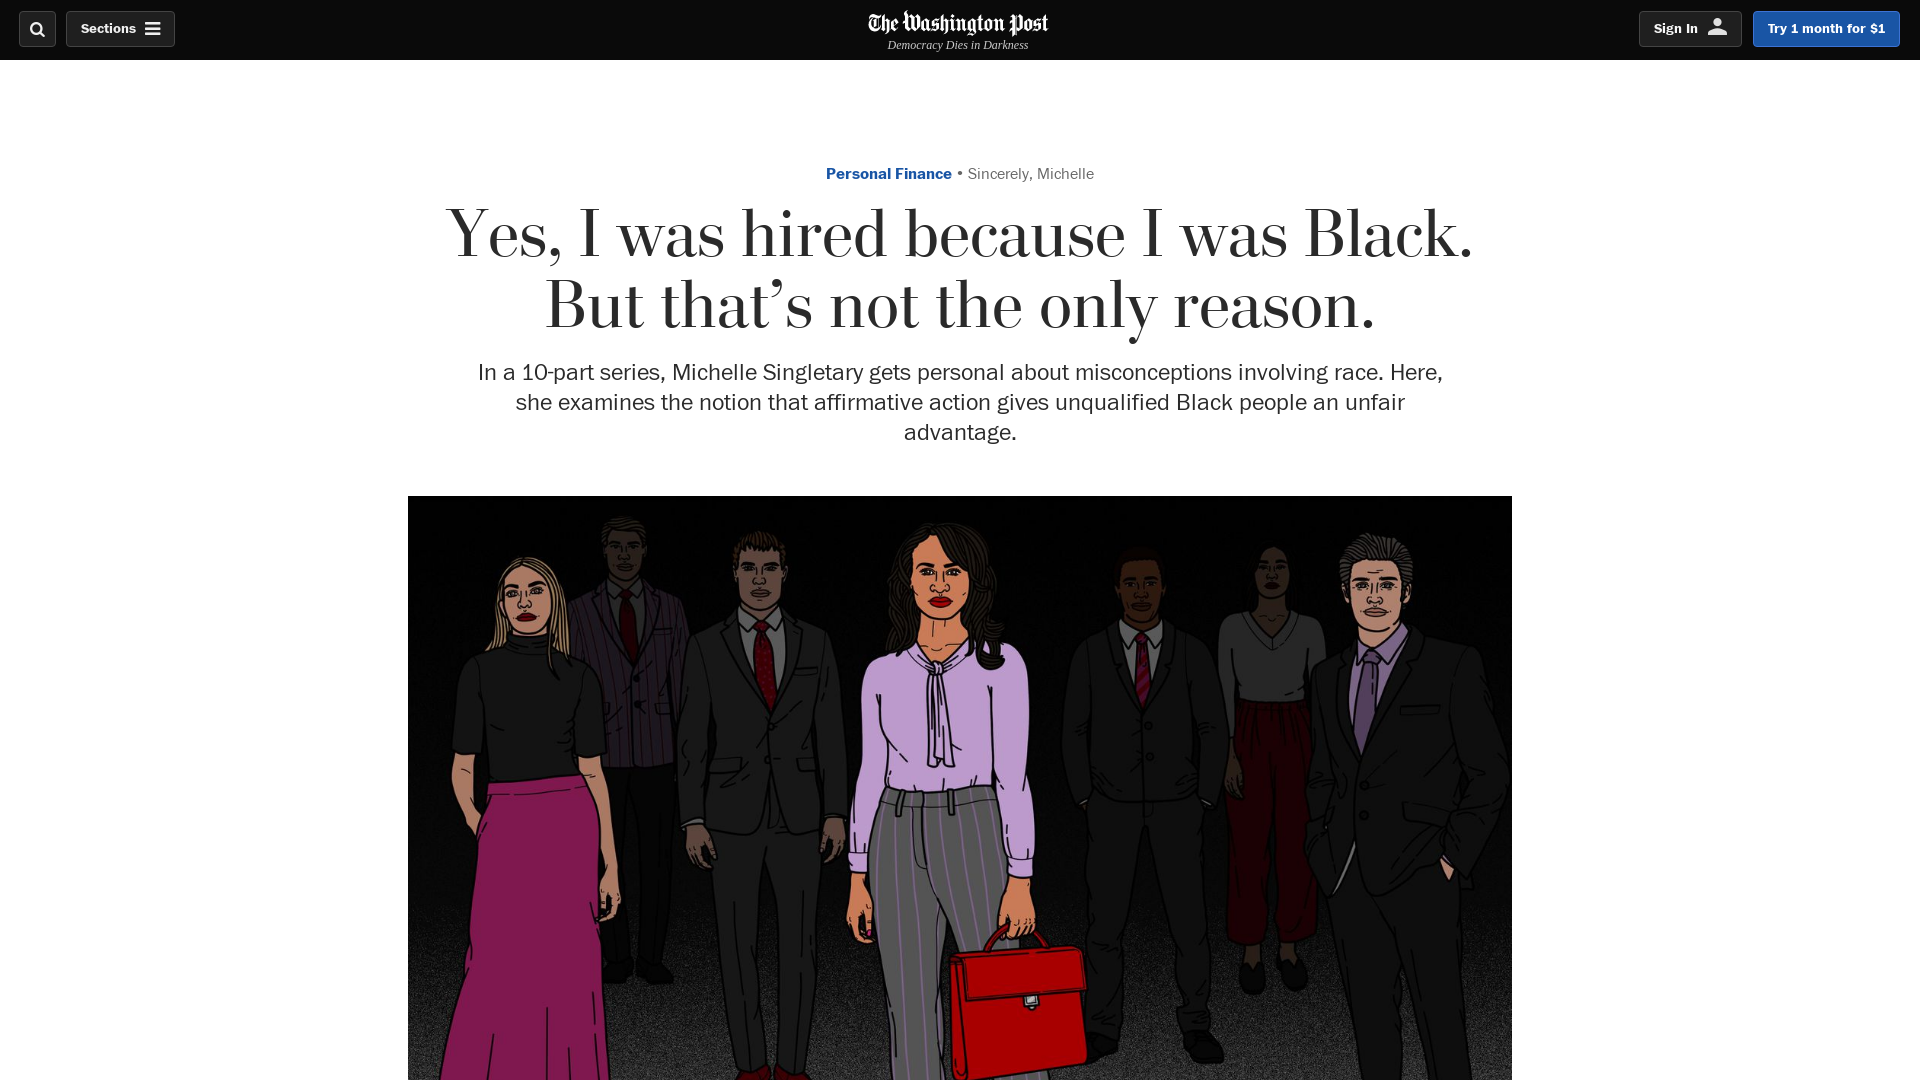 Sections
The Washington Post
Democracy Dies in Darkness
Sign In
Try 1 month for $1
Personal Finance • Sincerely, Michelle
Yes, I was hired because I was Black.
But that’s not the only reason.
In a 10-part series, Michelle Singletary gets personal about misconceptions involving race. Here,
she examines the notion that affirmative action gives unqualified Black people an unfair
advantage.